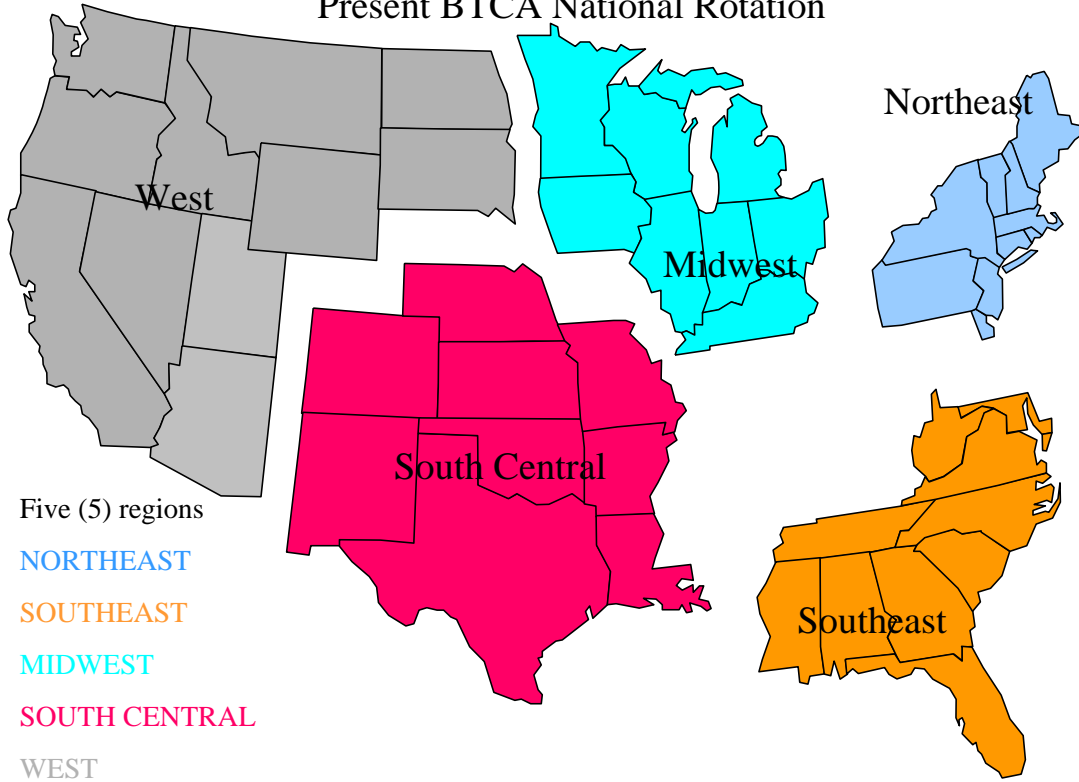 Present BTCA National Rotation
Northeast
West
Midwest
South Central
Southeast
Five (5) regions
NORTHEAST
SOUTHEAST
MIDWEST
SOUTH CENTRAL
WEST